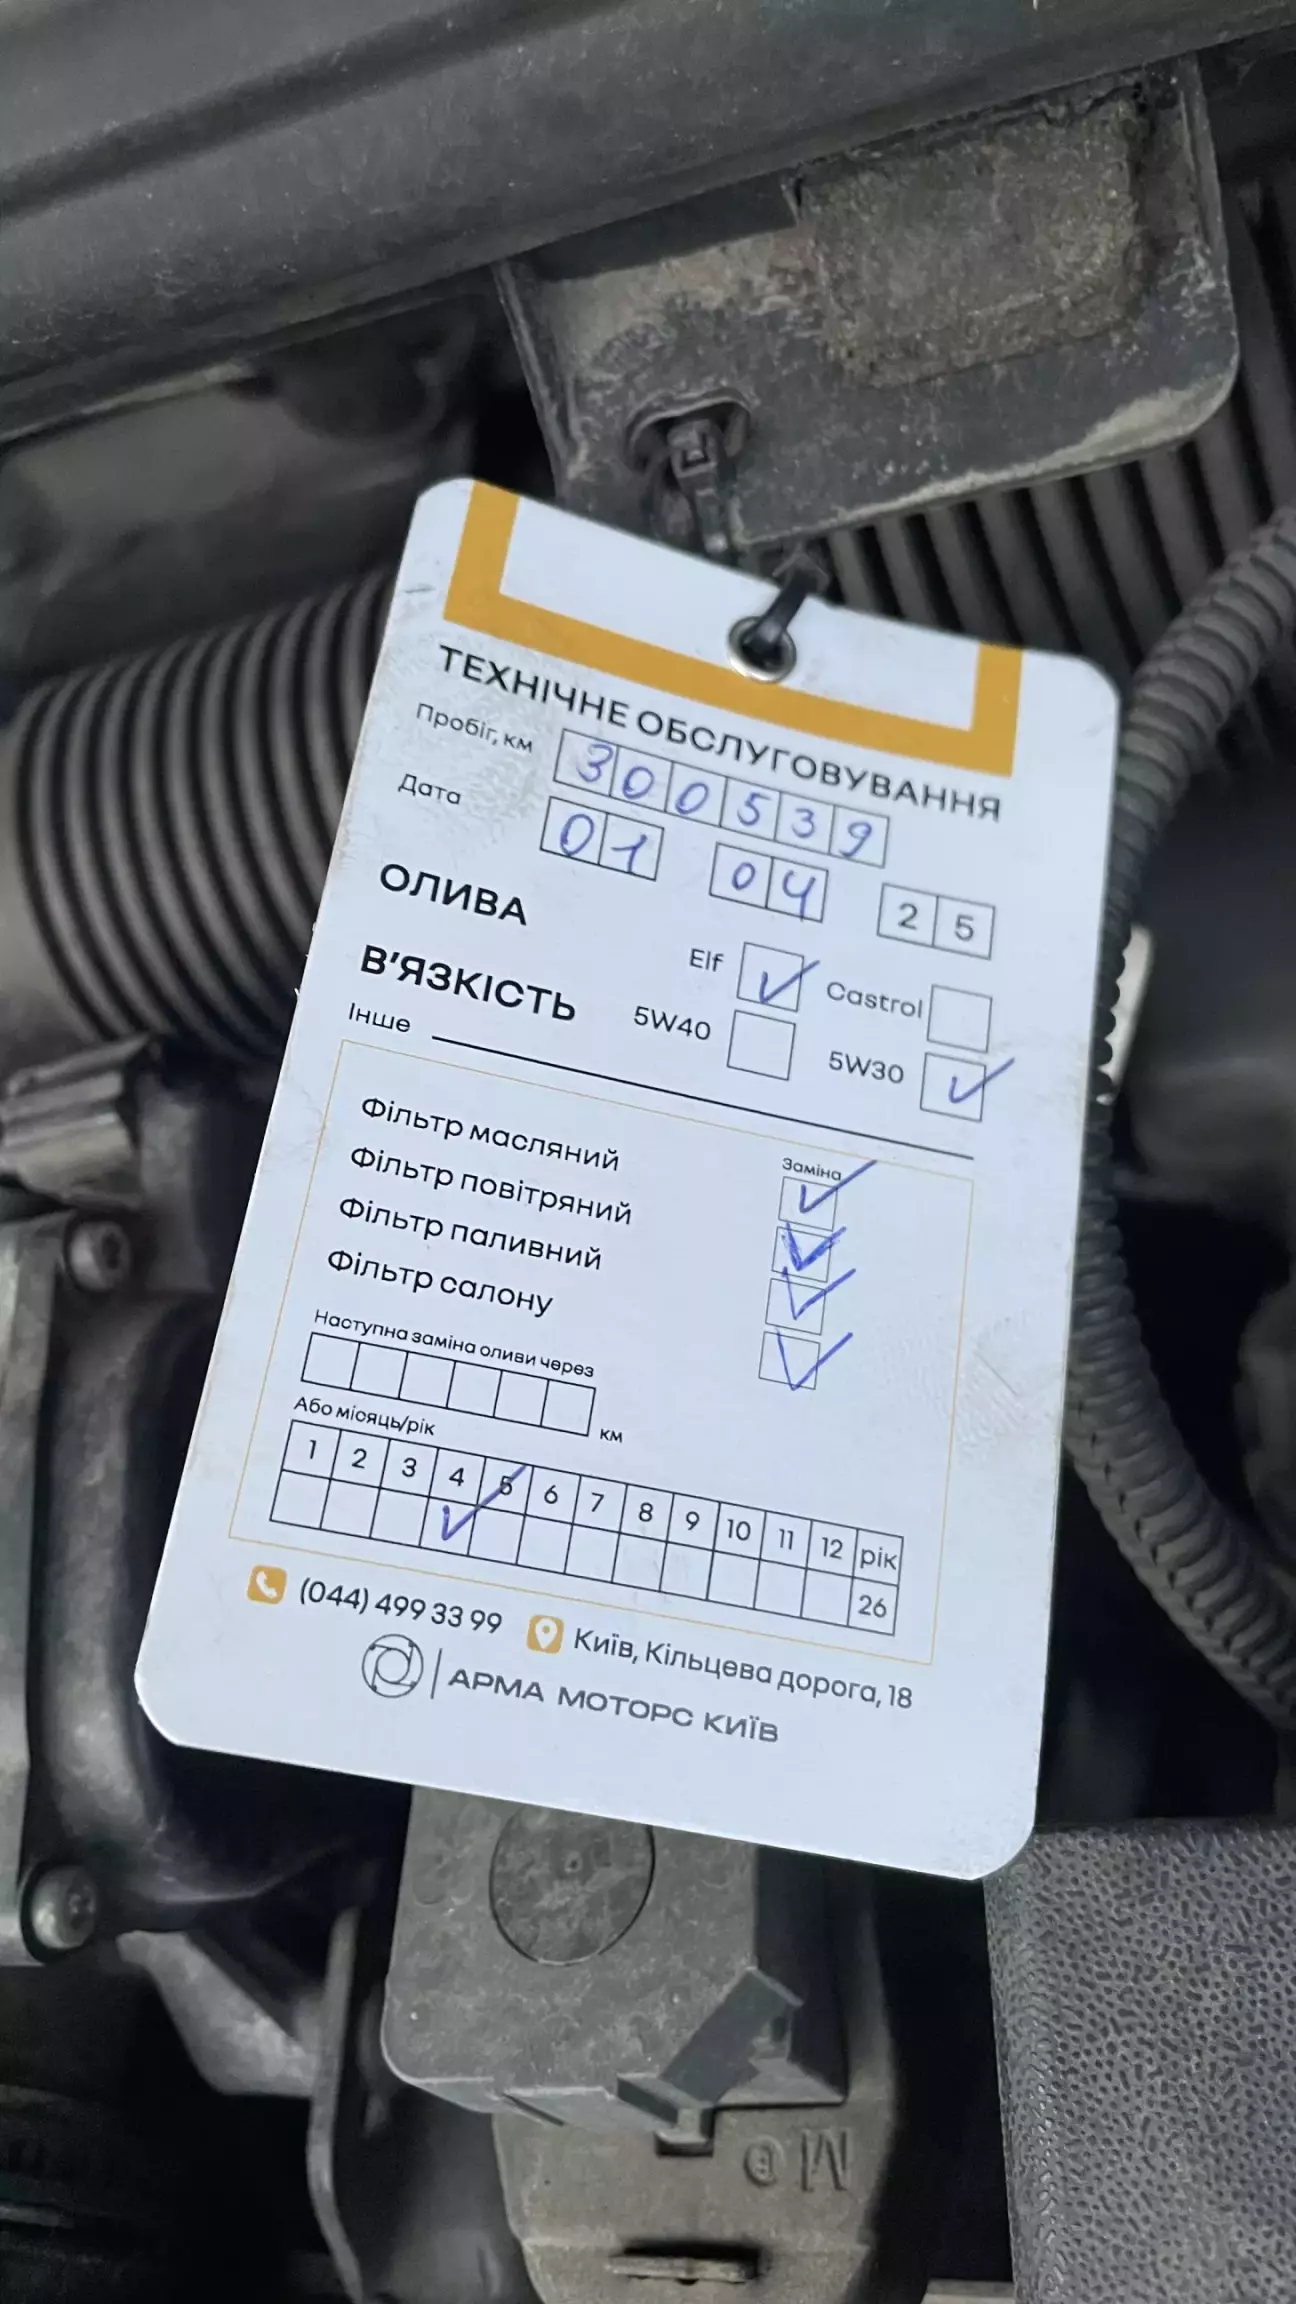 ТЕХНІЧНЕ ОБСЛУГОВУВАННЯ
Пробіг, км 300539
Дата 01 04 25
ОЛИВА Elf ✓ Castrol
В'ЯЗКІСТЬ 5W40 5W30 ✓
Інше
Заміна
Фільтр масляний ✓
Фільтр повітряний ✓
Фільтр паливний ✓
Фільтр салону ✓
Наступна заміна оливи через
км
Або місяць/рік
1 2 3 4 5 6 7 8 9 10 11 12 рік
✓ 26
(044) 499 33 99 Київ, Кільцева дорога, 18
АРМА МОТОРС КИЇВ